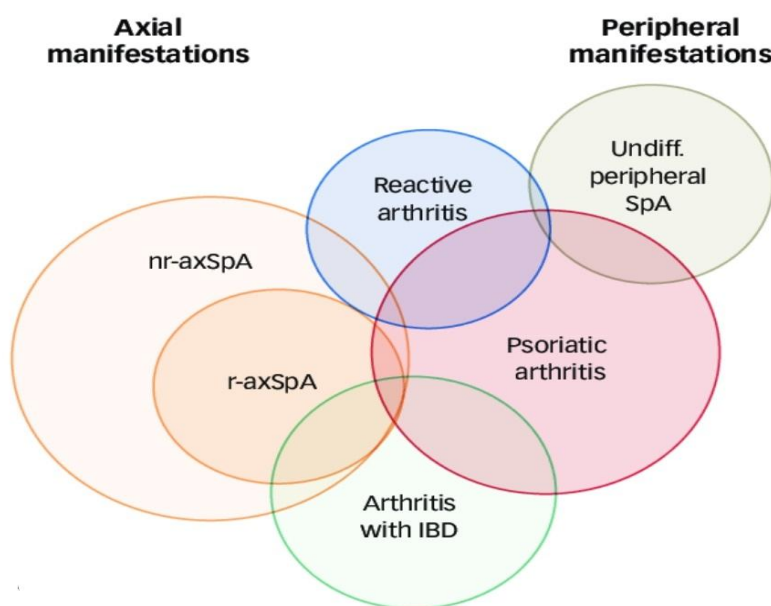 Axial
manifestations
Peripheral
manifestations
Undiff.
peripheral
SpA
Reactive
arthritis
nr-axSpA
r-axSpA
Psoriatic
arthritis
Arthritis
with IBD